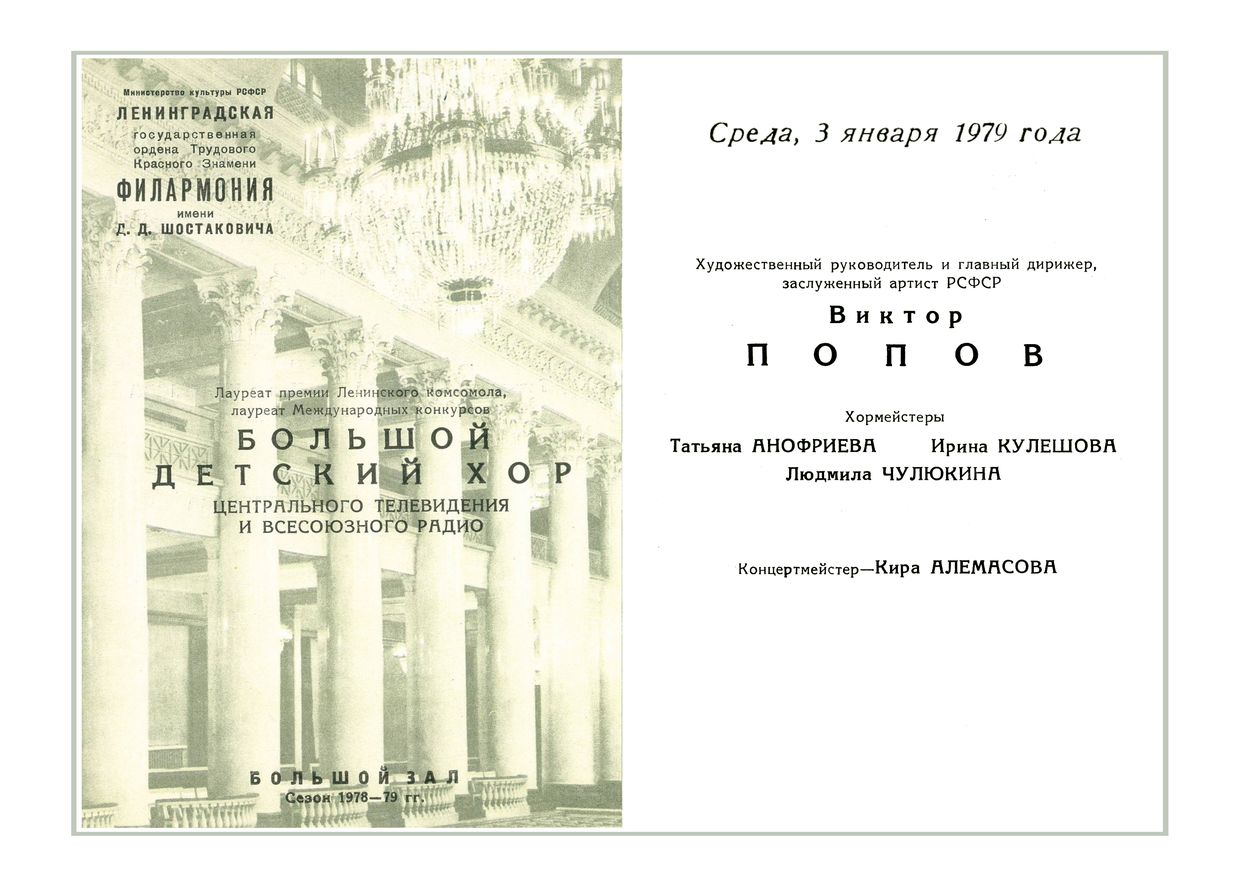 Министерство культуры РСФСР
ЛЕНИНГРАДСКАЯ
государственная
ордена Трудового
Красного Знамени
ФИЛАРМОНИЯ
имени
Д. Д. ШОСТАКОВИЧА
Лауреат премии Ленинского комсомола,
лауреат Международных конкурсов
БОЛЬШОЙ
ДЕТСКИЙ ХОР
ЦЕНТРАЛЬНОГО ТЕЛЕВИДЕНИЯ
И ВСЕСОЮЗНОГО РАДИО
БОЛЬШОЙ ЗАЛ
Сезон 1978—79 гг.
Среда, 3 января 1979 года
Художественный руководитель и главный дирижер,
заслуженный артист РСФСР
Виктор
ПОПОВ
Хормейстеры
Татьяна АНОФРИЕВА Ирина КУЛЕШОВА
Людмила ЧУЛЮКИНА
Концертмейстер—Кира АЛЕМАСОВА